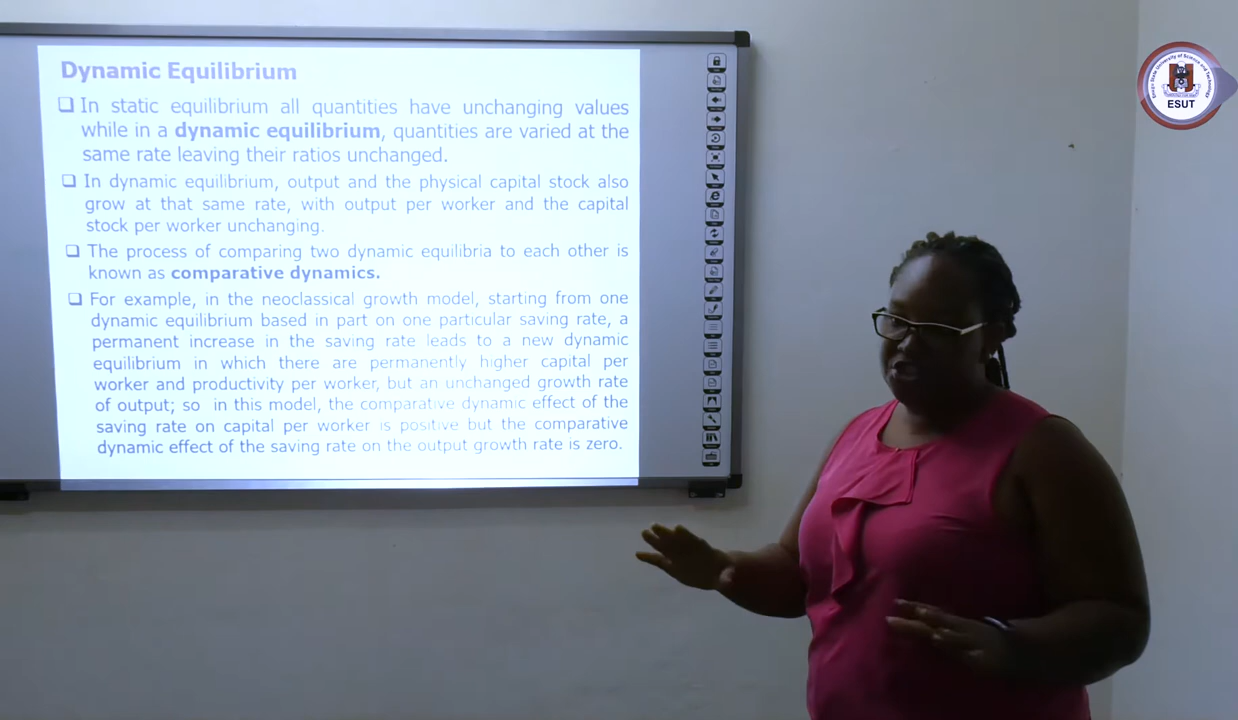 Dynamic Equilibrium
❑ In static equilibrium all quantities have unchanging values
while in a dynamic equilibrium, quantities are varied at the
same rate leaving their ratios unchanged.
❑ In dynamic equilibrium, output and the physical capital stock also
grow at that same rate, with output per worker and the capital
stock per worker unchanging.
❑ The process of comparing two dynamic equilibria to each other is
known as comparative dynamics.
❑ For example, in the neoclassical growth model, starting from one
dynamic equilibrium based in part on one particular saving rate, a
permanent increase in the saving rate leads to a new dynamic
equilibrium in which there are permanently higher capital per
worker and productivity per worker, but an unchanged growth rate
of output; so in this model, the comparative dynamic effect of the
saving rate on capital per worker is positive but the comparative
dynamic effect of the saving rate on the output growth rate is zero.
Enugu State University of Science and Technology
ESUT